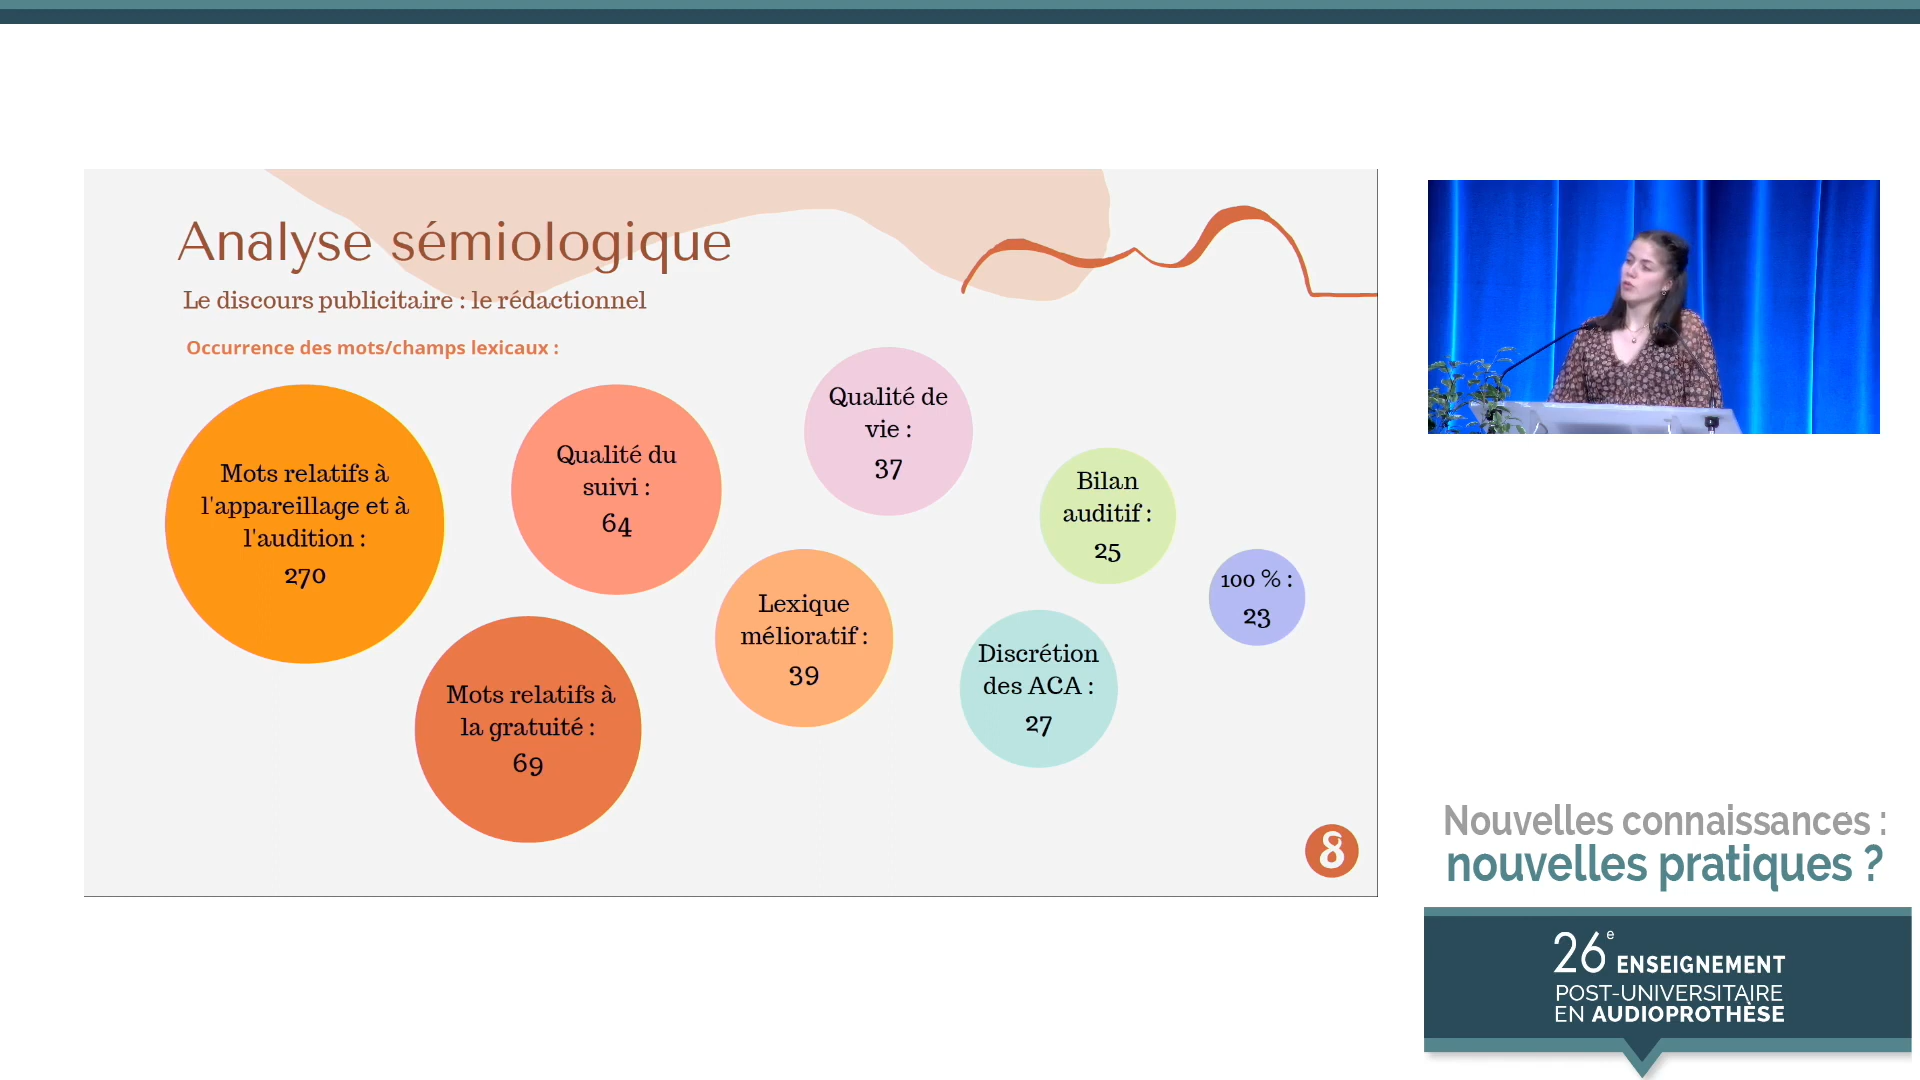 Analyse sémiologique
Le discours publicitaire : le rédactionnel
Occurrence des mots/champs lexicaux :
Mots relatifs à
l'appareillage et à
l'audition :
270
Qualité du
suivi :
64
Qualité de
vie :
37
Bilan
auditif :
25
100 % :
23
Lexique
mélioratif :
39
Discrétion
des ACA :
27
Mots relatifs à
la gratuité :
69
8
Nouvelles connaissances :
nouvelles pratiques ?
26e ENSEIGNEMENT
POST-UNIVERSITAIRE
EN AUDIOPROTHÈSE